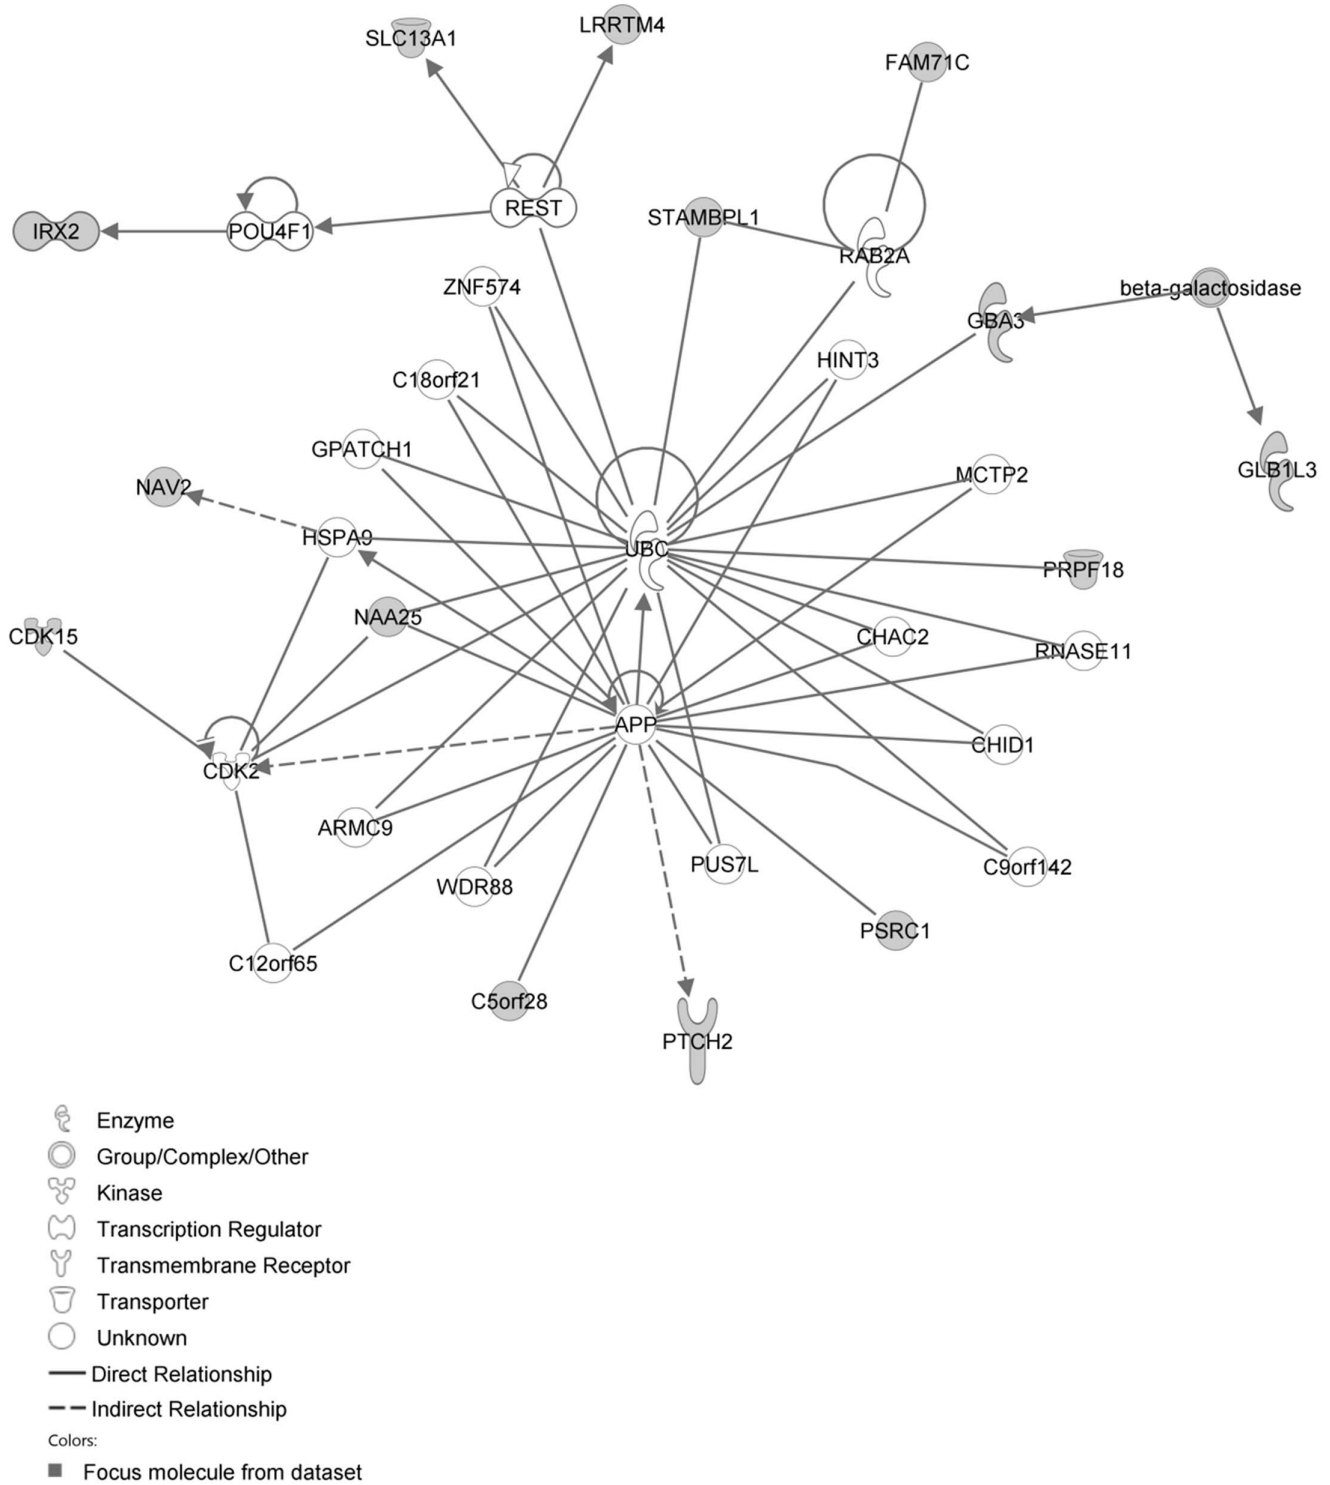 LRRTM4
SLC13A1
FAM71C
REST
STAMBPL1
IRX2
POU4F1
RAB2A
ZNF574
beta-galactosidase
GBA3
HINT3
C18orf21
GPATCH1
GLB1L3
MCTP2
NAV2
HSPA9
UBC
PRPF18
NAA25
CDK15
CHAC2
RNASE11
APP
CHID1
CDK2
ARMC9
PUS7L
C9orf142
WDR88
PSRC1
C12orf65
C5orf28
PTCH2
Enzyme
Group/Complex/Other
Kinase
Transcription Regulator
Transmembrane Receptor
Transporter
Unknown
Direct Relationship
Indirect Relationship
Colors:
Focus molecule from dataset